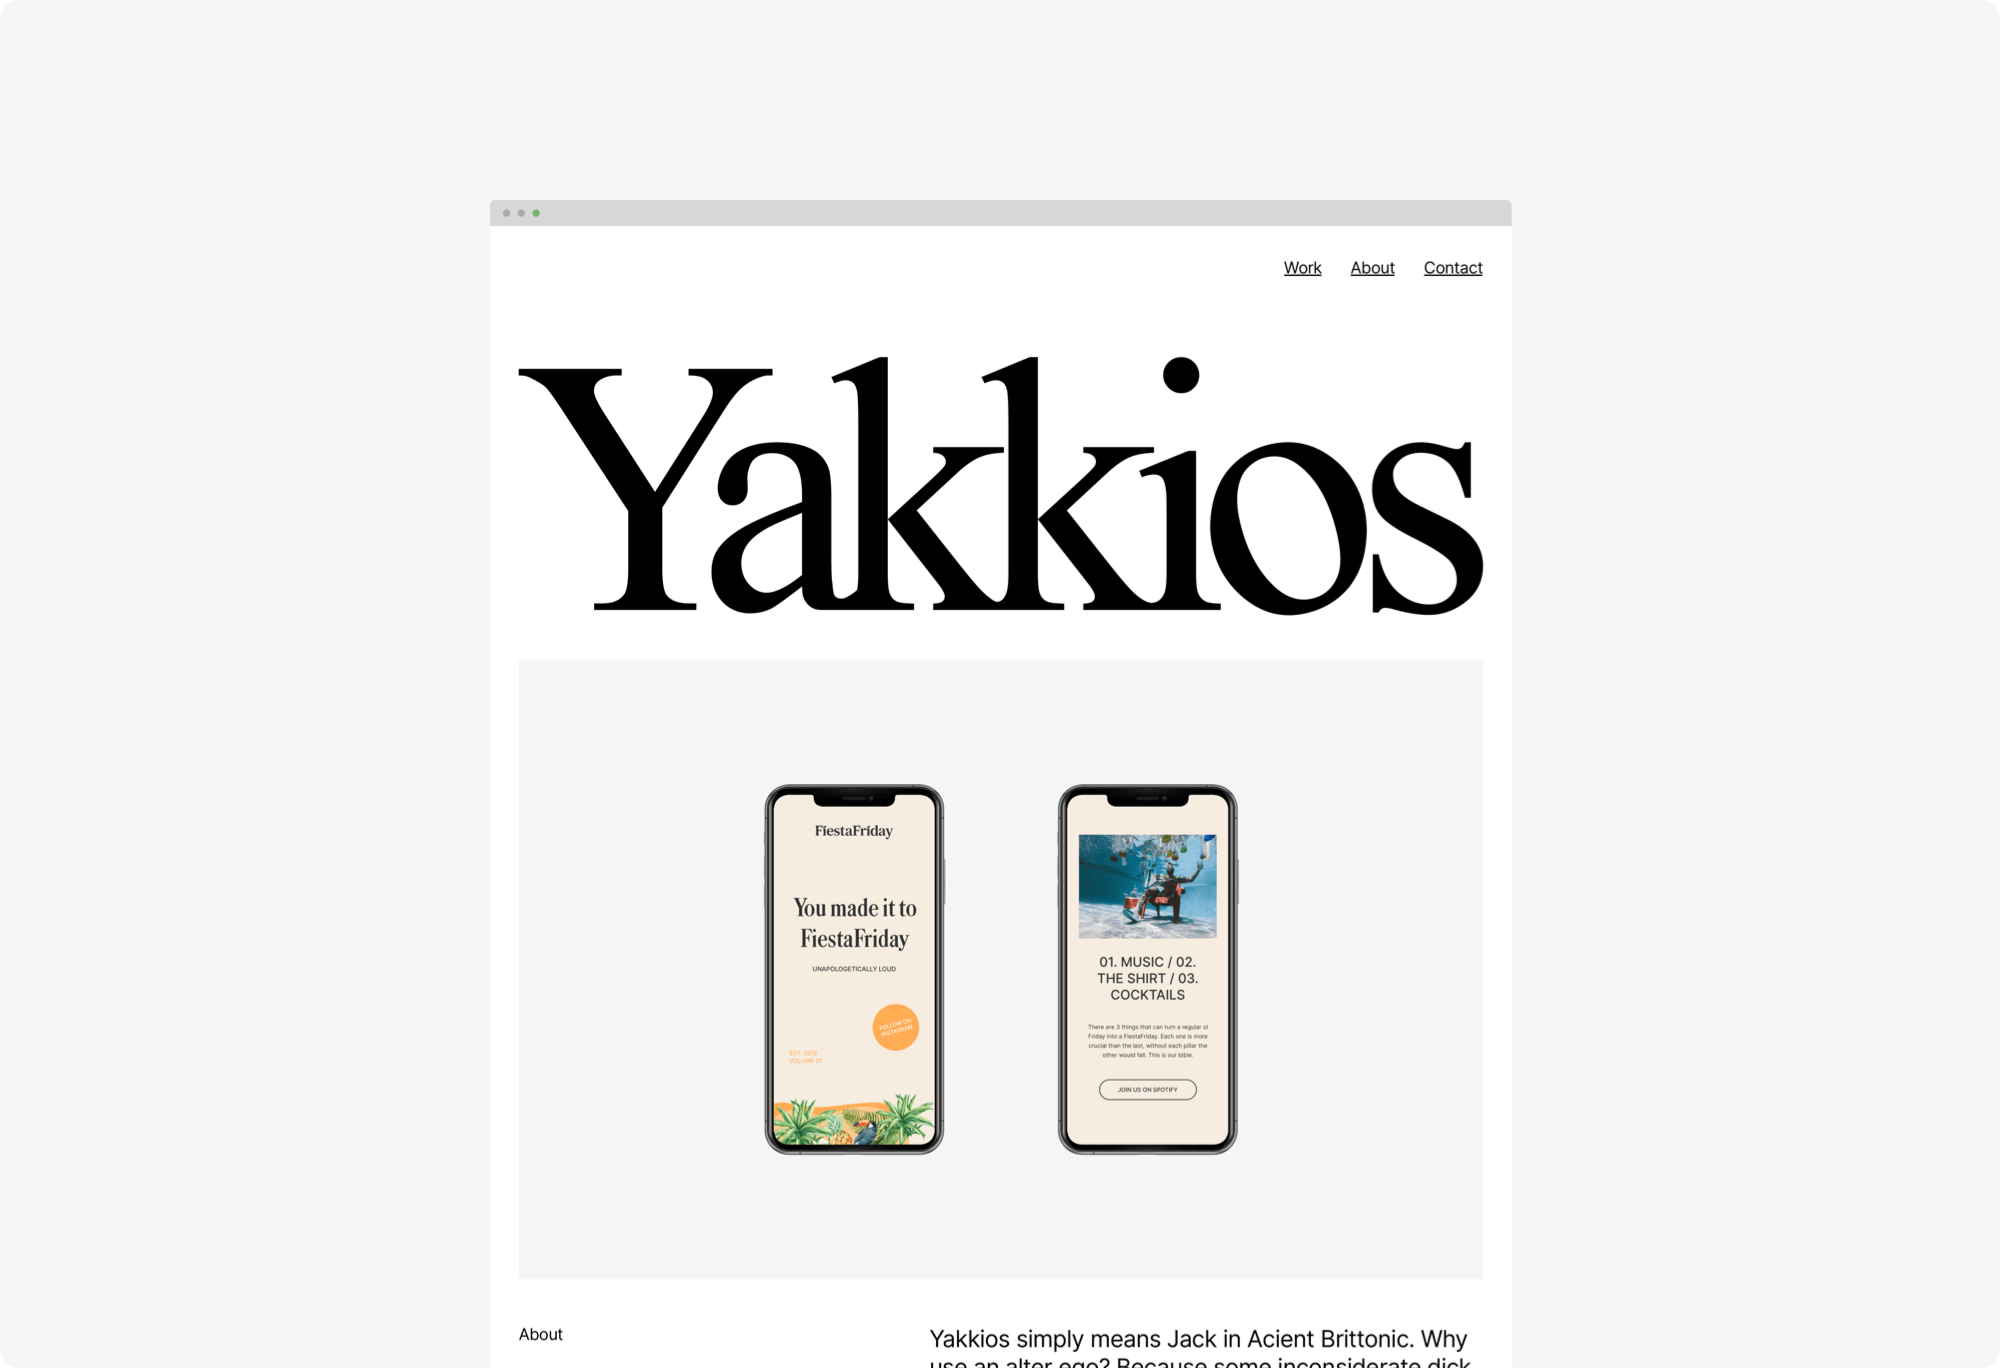 Work About Contact
Yakkios
FiestaFriday
You made it to
FiestaFriday
UNAPOLOGETICALLY LOUD
FOLLOW ON
INSTAGRAM
EST. 2019
VOLUME 01
01. MUSIC / 02.
THE SHIRT / 03.
COCKTAILS
There are 3 things that can turn a regular ol
Friday into a FiestaFriday. Each one is more
crucial than the last, without each pillar the
other would fall. This is our bible.
JOIN US ON SPOTIFY
About
Yakkios simply means Jack in Acient Brittonic. Why
use an alter ego? Because some inconsiderate dick